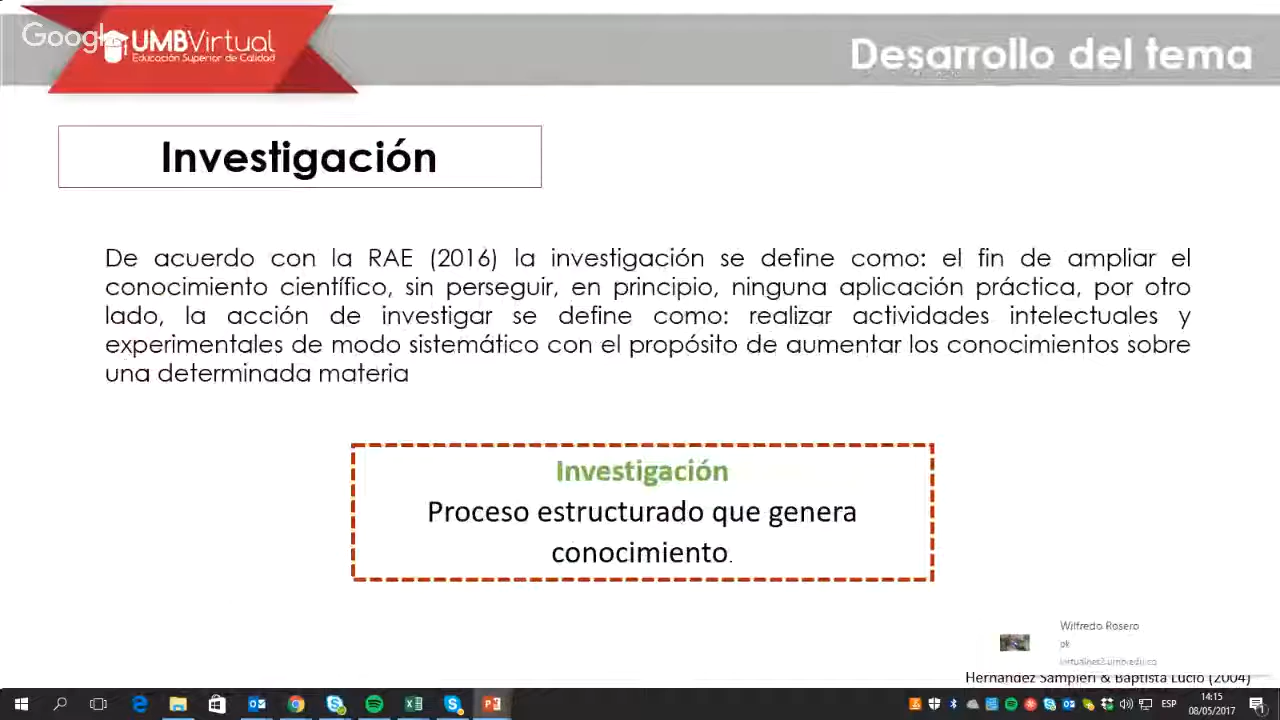 Google
UMBVirtual
Educación Superior de Calidad
Desarrollo del tema
Investigación
De acuerdo con la RAE (2016) la investigación se define como: el fin de ampliar el
conocimiento científico, sin perseguir, en principio, ninguna aplicación práctica, por otro
lado, la acción de investigar se define como: realizar actividades intelectuales y
experimentales de modo sistemático con el propósito de aumentar los conocimientos sobre
una determinada materia
Investigación
Proceso estructurado que genera
conocimiento.
Wilfredo Rosero
ok
Hernández Sampieri & Baptista Lucio (2004)
ESP
14:15
08/05/2017